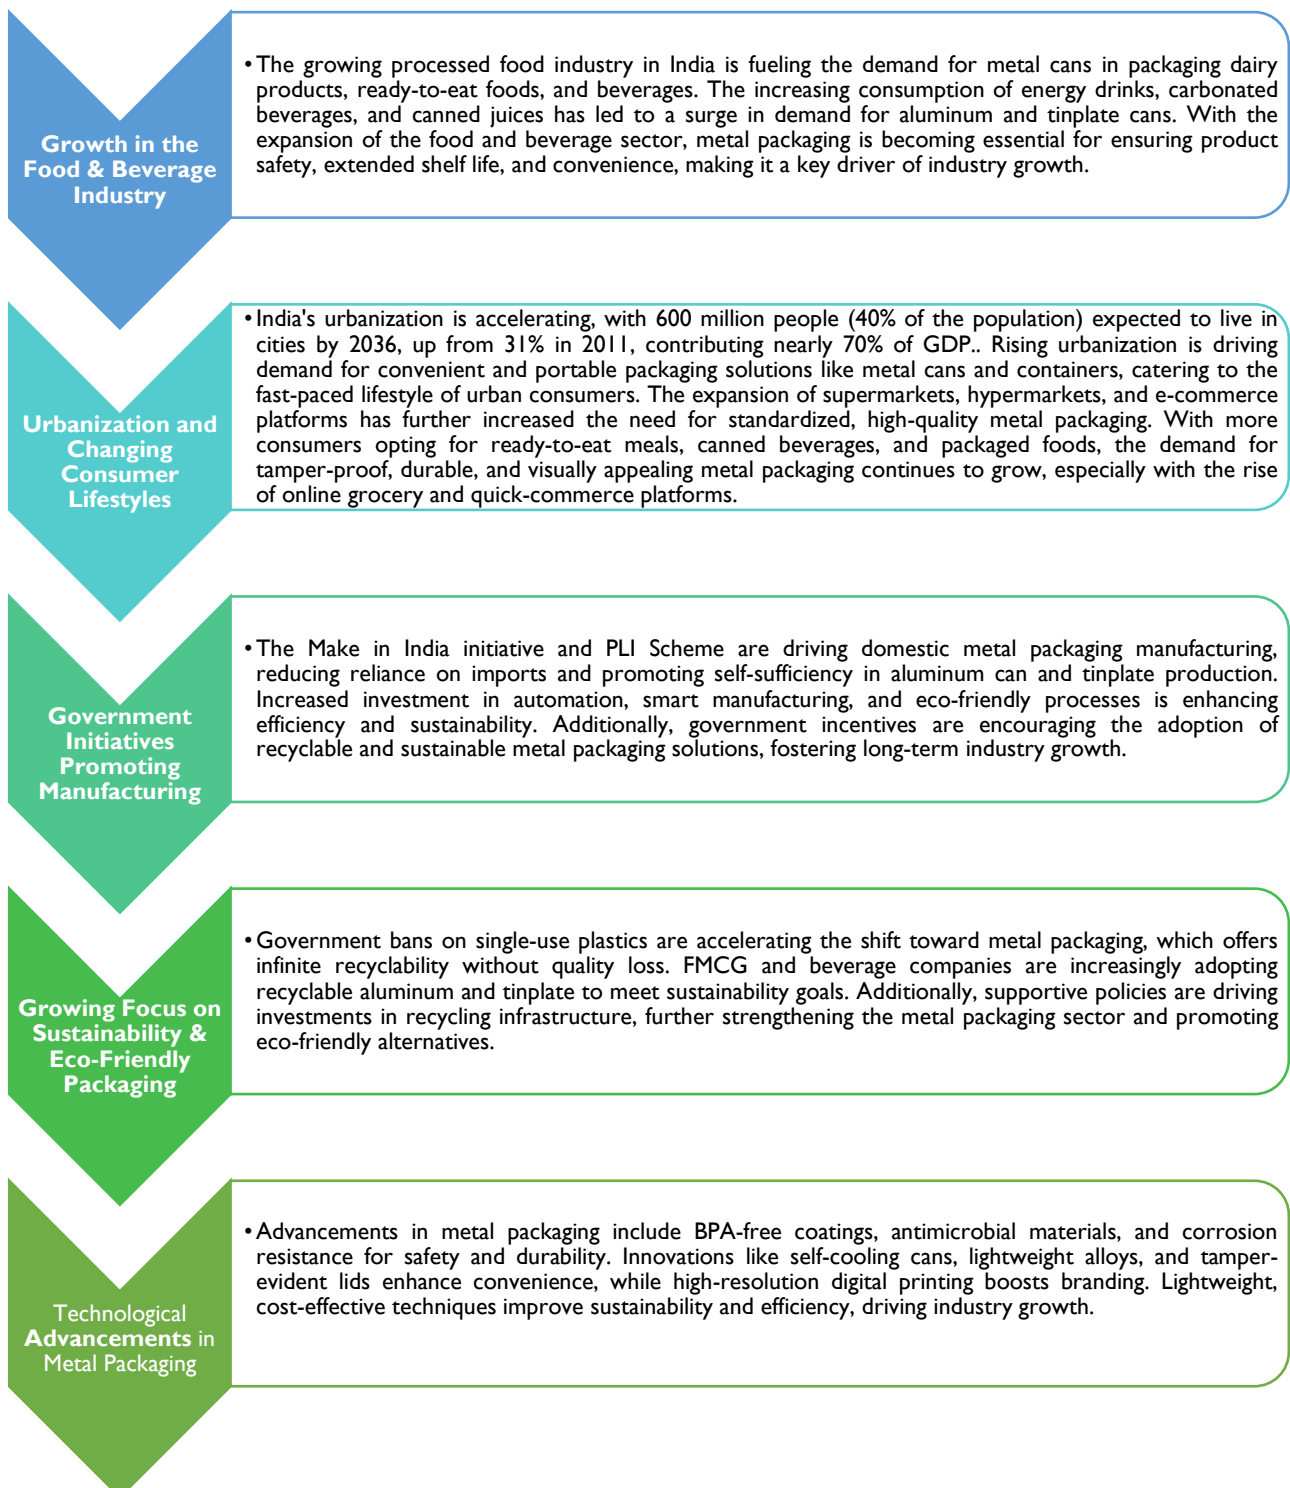 Growth in the
Food & Beverage
Industry
• The growing processed food industry in India is fueling the demand for metal cans in packaging dairy
products, ready-to-eat foods, and beverages. The increasing consumption of energy drinks, carbonated
beverages, and canned juices has led to a surge in demand for aluminum and tinplate cans. With the
expansion of the food and beverage sector, metal packaging is becoming essential for ensuring product
safety, extended shelf life, and convenience, making it a key driver of industry growth.
Urbanization and
Changing
Consumer
Lifestyles
• India's urbanization is accelerating, with 600 million people (40% of the population) expected to live in
cities by 2036, up from 31% in 2011, contributing nearly 70% of GDP.. Rising urbanization is driving
demand for convenient and portable packaging solutions like metal cans and containers, catering to the
fast-paced lifestyle of urban consumers. The expansion of supermarkets, hypermarkets, and e-commerce
platforms has further increased the need for standardized, high-quality metal packaging. With more
consumers opting for ready-to-eat meals, canned beverages, and packaged foods, the demand for
tamper-proof, durable, and visually appealing metal packaging continues to grow, especially with the rise
of online grocery and quick-commerce platforms.
Government
Initiatives
Promoting
Manufacturing
• The Make in India initiative and PLI Scheme are driving domestic metal packaging manufacturing,
reducing reliance on imports and promoting self-sufficiency in aluminum can and tinplate production.
Increased investment in automation, smart manufacturing, and eco-friendly processes is enhancing
efficiency and sustainability. Additionally, government incentives are encouraging the adoption of
recyclable and sustainable metal packaging solutions, fostering long-term industry growth.
Growing Focus on
Sustainability &
Eco-Friendly
Packaging
• Government bans on single-use plastics are accelerating the shift toward metal packaging, which offers
infinite recyclability without quality loss. FMCG and beverage companies are increasingly adopting
recyclable aluminum and tinplate to meet sustainability goals. Additionally, supportive policies are driving
investments in recycling infrastructure, further strengthening the metal packaging sector and promoting
eco-friendly alternatives.
Technological
Advancements in
Metal Packaging
• Advancements in metal packaging include BPA-free coatings, antimicrobial materials, and corrosion
resistance for safety and durability. Innovations like self-cooling cans, lightweight alloys, and tamper-
evident lids enhance convenience, while high-resolution digital printing boosts branding. Lightweight,
cost-effective techniques improve sustainability and efficiency, driving industry growth.